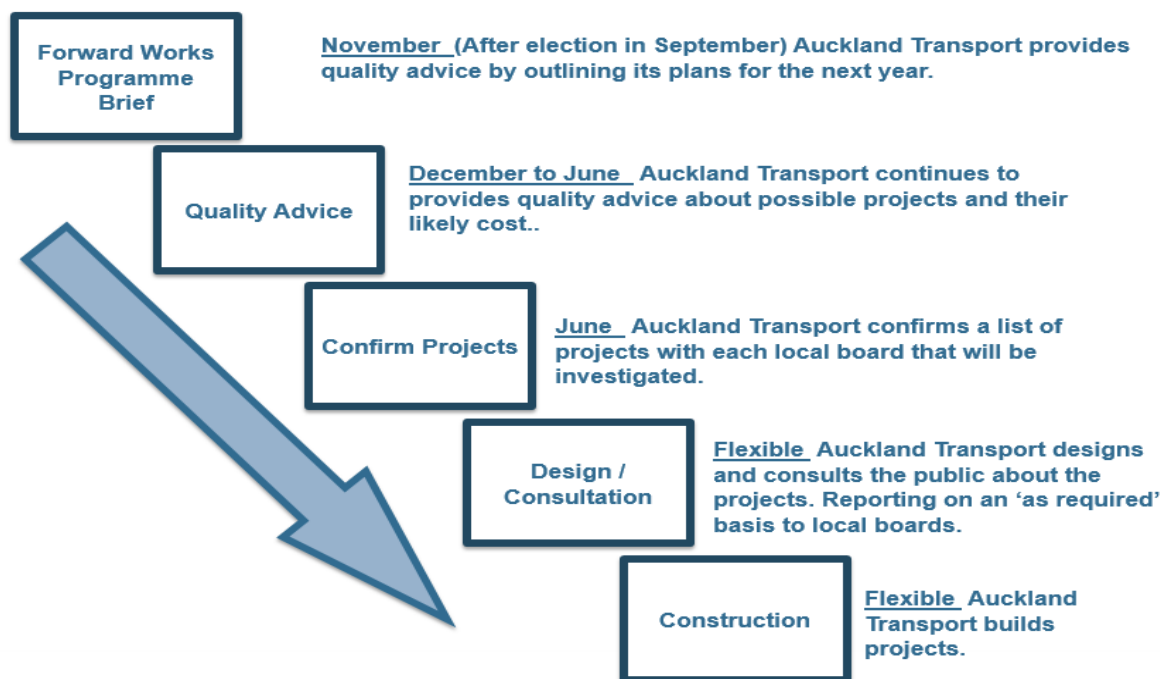 Forward Works
Programme
Brief
November  (After election in September) Auckland Transport provides
quality advice by outlining its plans for the next year.
Quality Advice
December to June  Auckland Transport continues to
provides quality advice about possible projects and their
likely cost..
Confirm Projects
June  Auckland Transport confirms a list of
projects with each local board that will be
investigated.
Design /
Consultation
Flexible  Auckland Transport designs
and consults the public about the
projects. Reporting on an ‘as required’
basis to local boards.
Construction
Flexible  Auckland
Transport builds
projects.